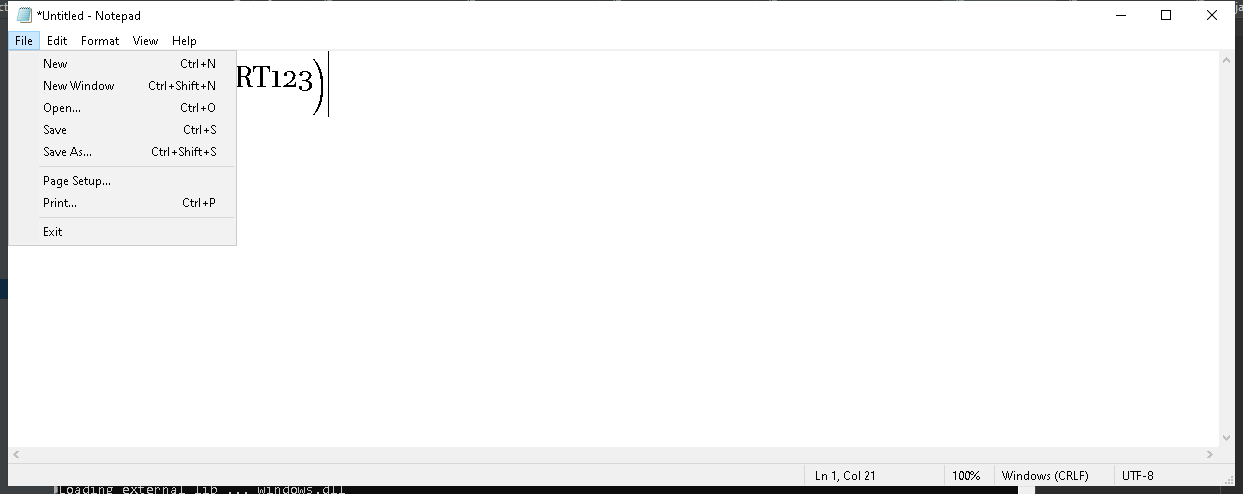 *Untitled - Notepad
File Edit Format View Help
RT123)
New Ctrl+N
New Window Ctrl+Shift+N
Open... Ctrl+O
Save Ctrl+S
Save As... Ctrl+Shift+S
Page Setup...
Print... Ctrl+P
Exit
Ln 1, Col 21 100% Windows (CRLF) UTF-8
Loading external lib ... windows.dll